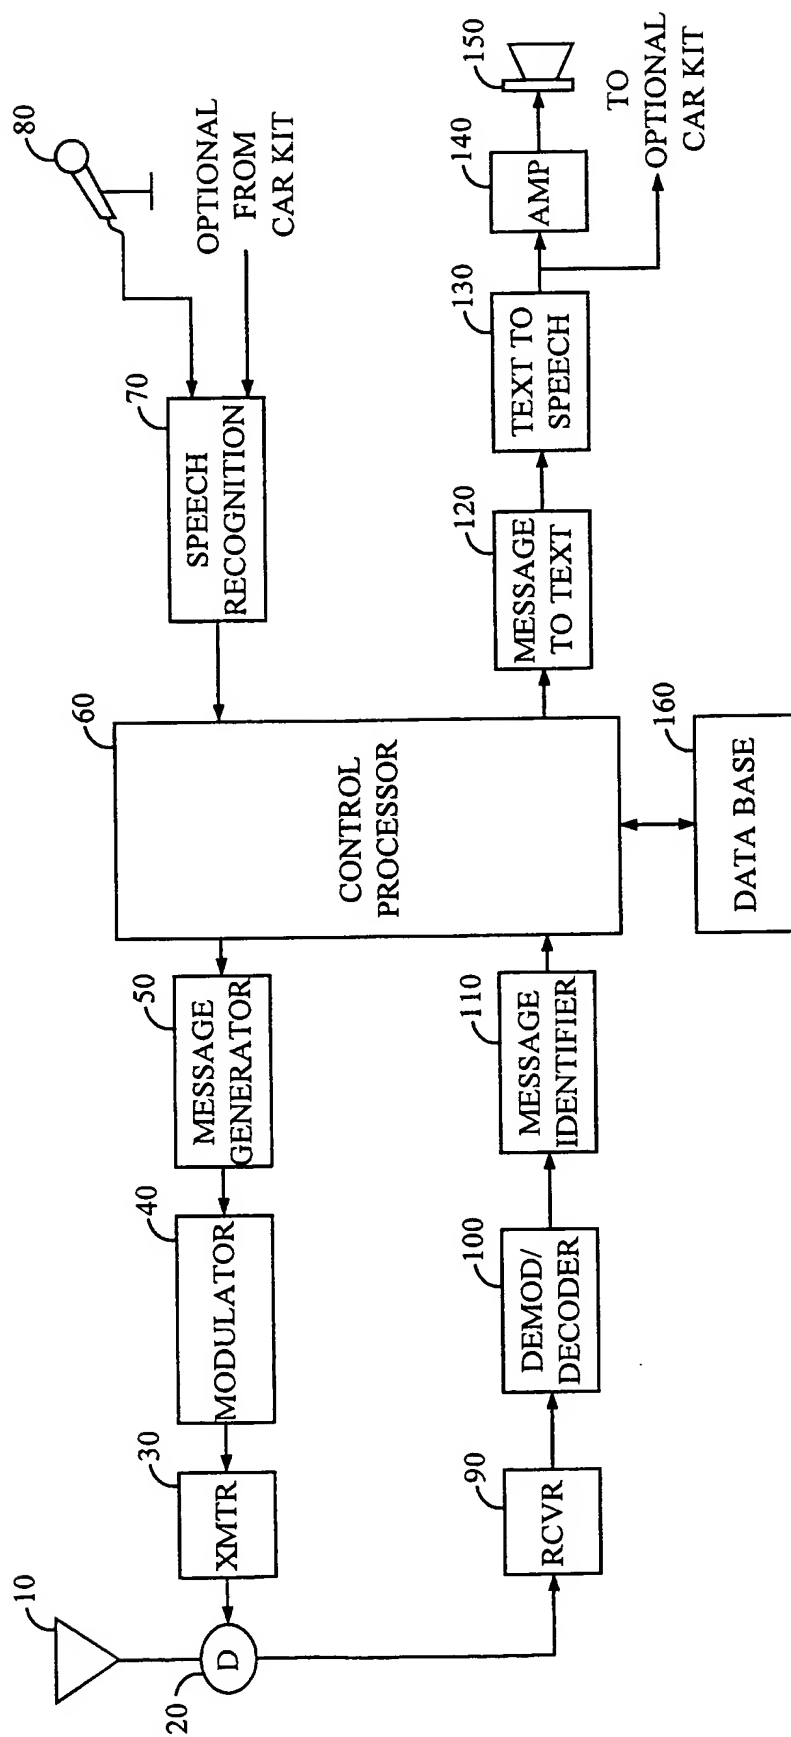 10
20
D
30
XMTR
40
MODULATOR
50
MESSAGE
GENERATOR
60
CONTROL
PROCESSOR
70
SPEECH
RECOGNITION
80
OPTIONAL
FROM
CAR KIT
90
RCVR
100
DEMOD/
DECODER
110
MESSAGE
IDENTIFIER
120
MESSAGE
TO TEXT
130
TEXT TO
SPEECH
140
AMP
150
TO
OPTIONAL
CAR KIT
160
DATA BASE